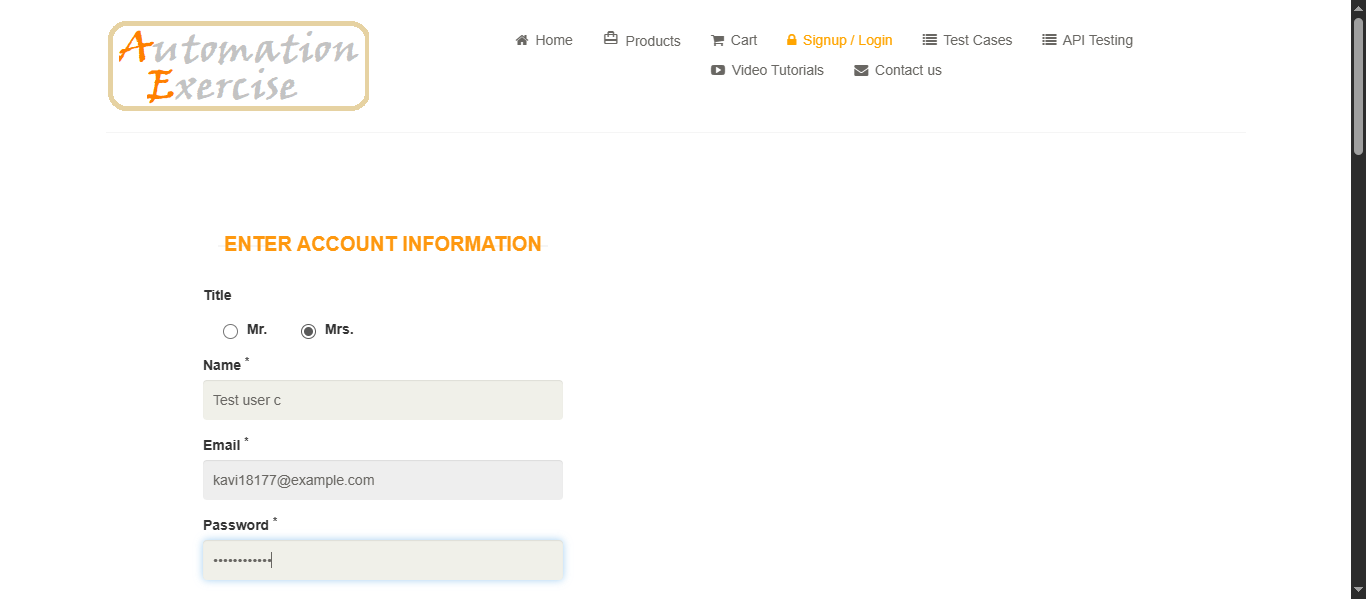 Automation
Exercise
Home Products Cart Signup / Login Test Cases API Testing
Video Tutorials Contact us
ENTER ACCOUNT INFORMATION
Title
Mr. Mrs.
Name *
Test user c
Email *
kavi18177@example.com
Password *
••••••••••••